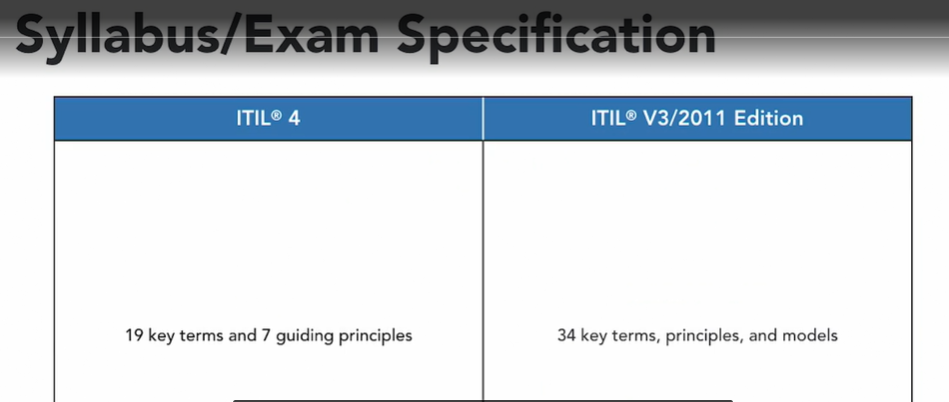 Syllabus/Exam Specification
ITIL® 4
ITIL® V3/2011 Edition
19 key terms and 7 guiding principles
34 key terms, principles, and models